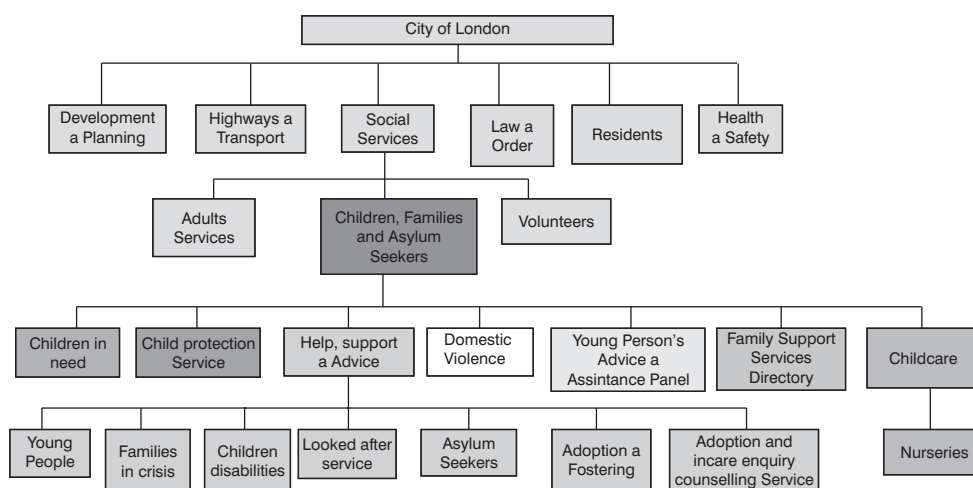 City of London
Development
a Planning
Highways a
Transport
Social
Services
Law a
Order
Residents
Health
a Safety
Adults
Services
Children, Families
and Asylum
Seekers
Volunteers
Children in
need
Child protection
Service
Help, support
a Advice
Domestic
Violence
Young Person's
Advice a
Assintance Panel
Family Support
Services
Directory
Childcare
Young
People
Families
in crisis
Children
disabilities
Looked after
service
Asylum
Seekers
Adoption a
Fostering
Adoption and
incare enquiry
counselling Service
Nurseries